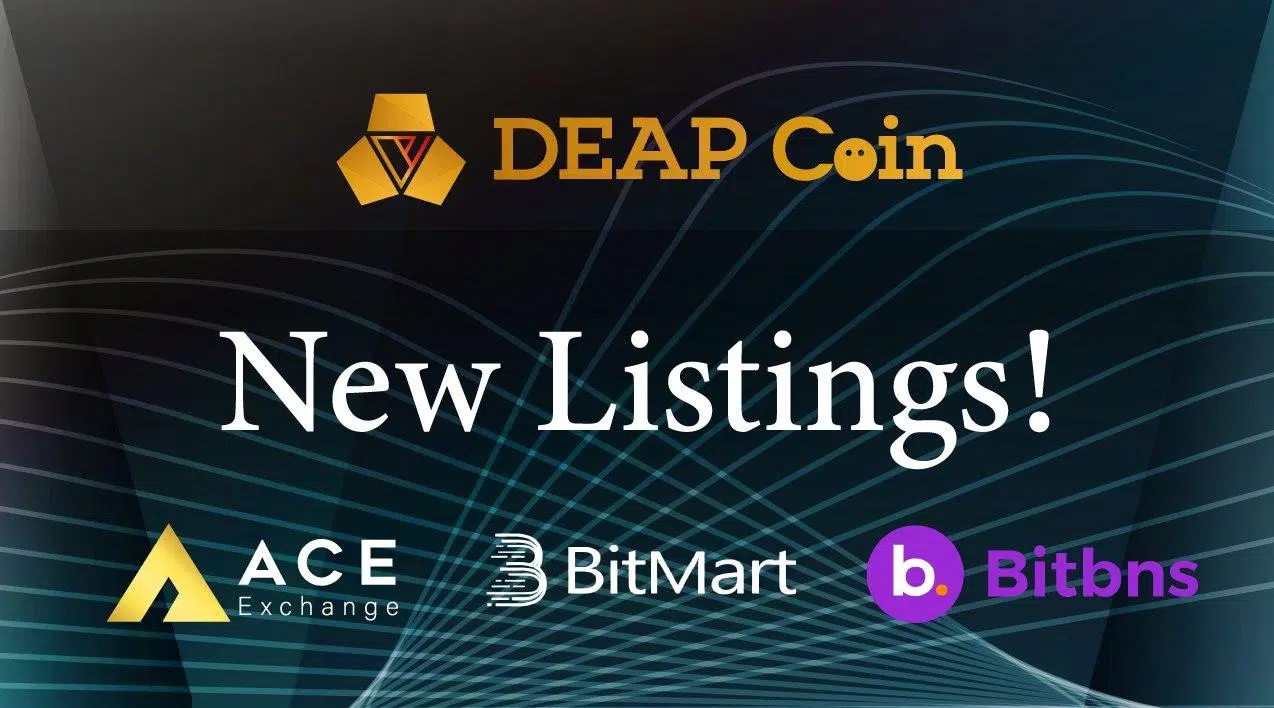 DEAP Coin
New Listings!
ACE
Exchange
BitMart
b. Bitbns